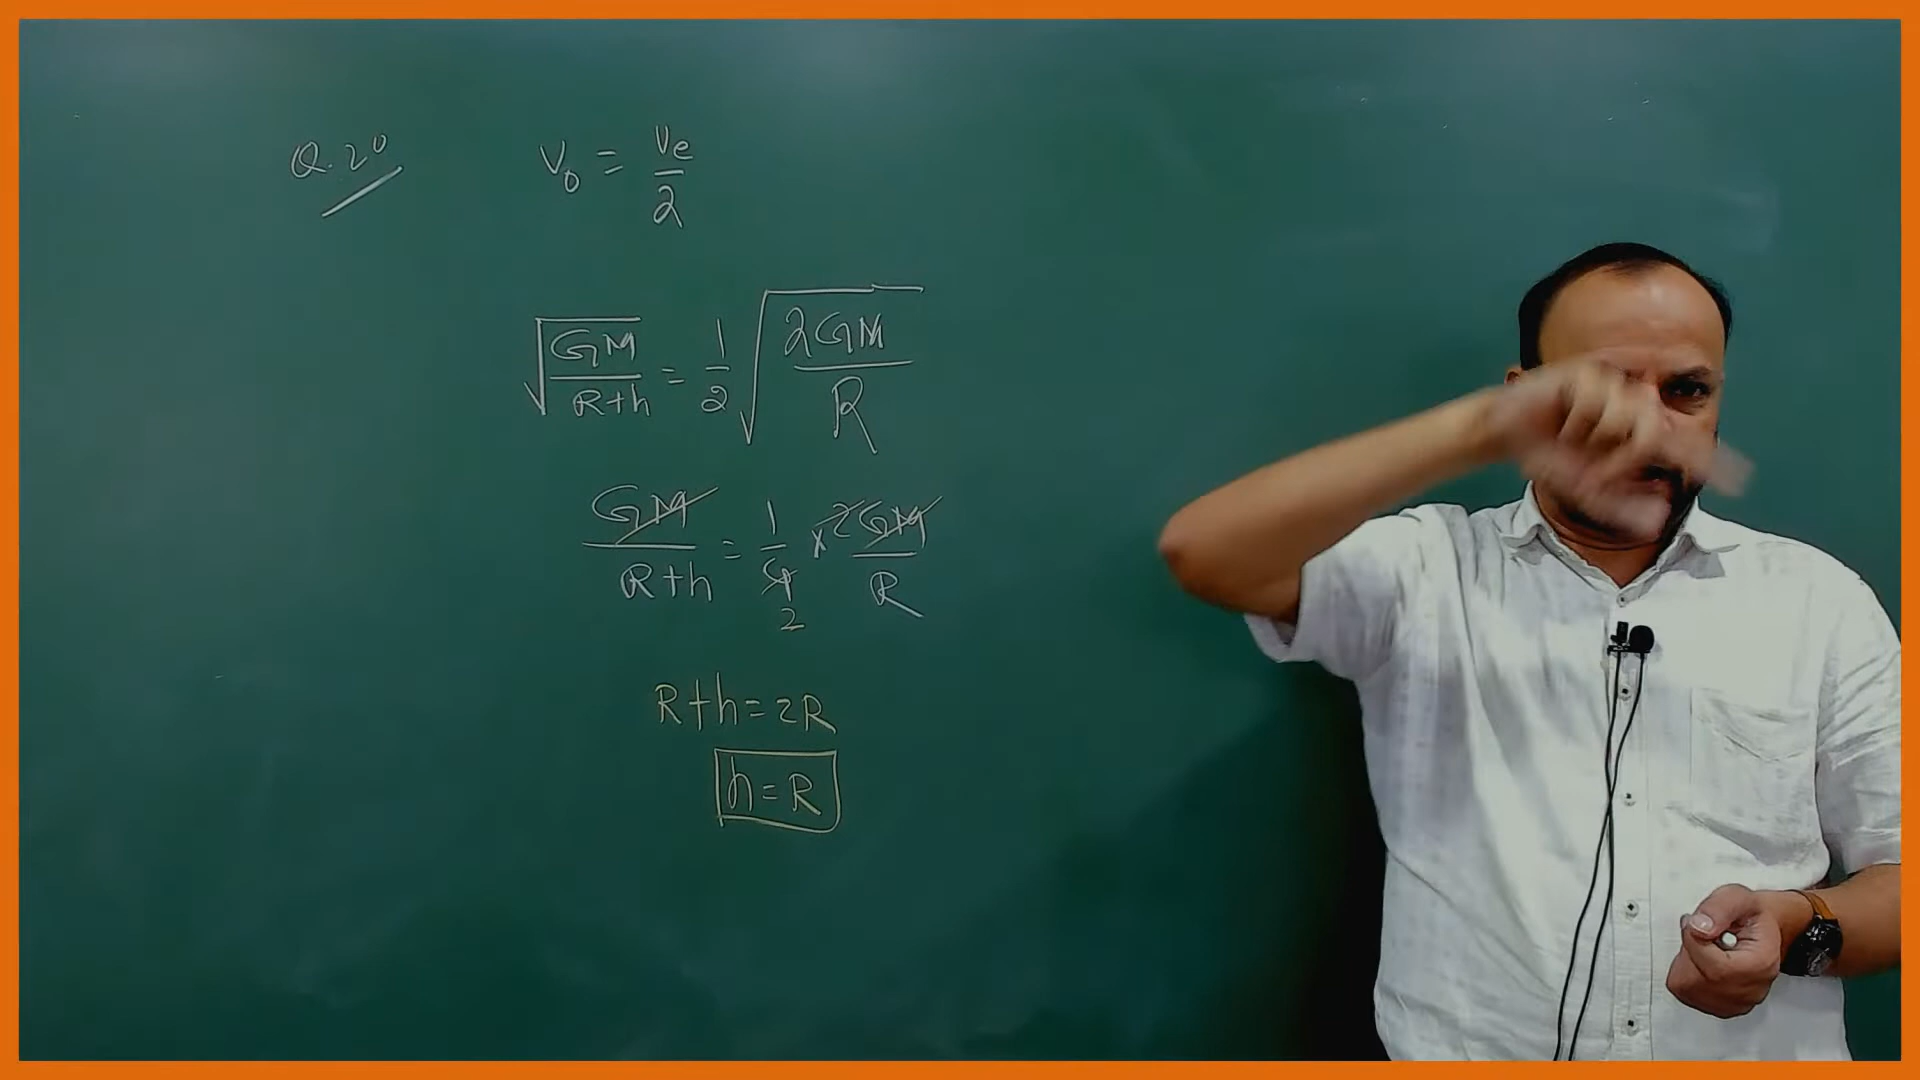 Q.20
V₀ = Ve/2
√(GM/(R+h)) = 1/2 √(2GM/R)
GM/(R+h) = 1/4 2 × 2GM/R
R+h=2R
h=R